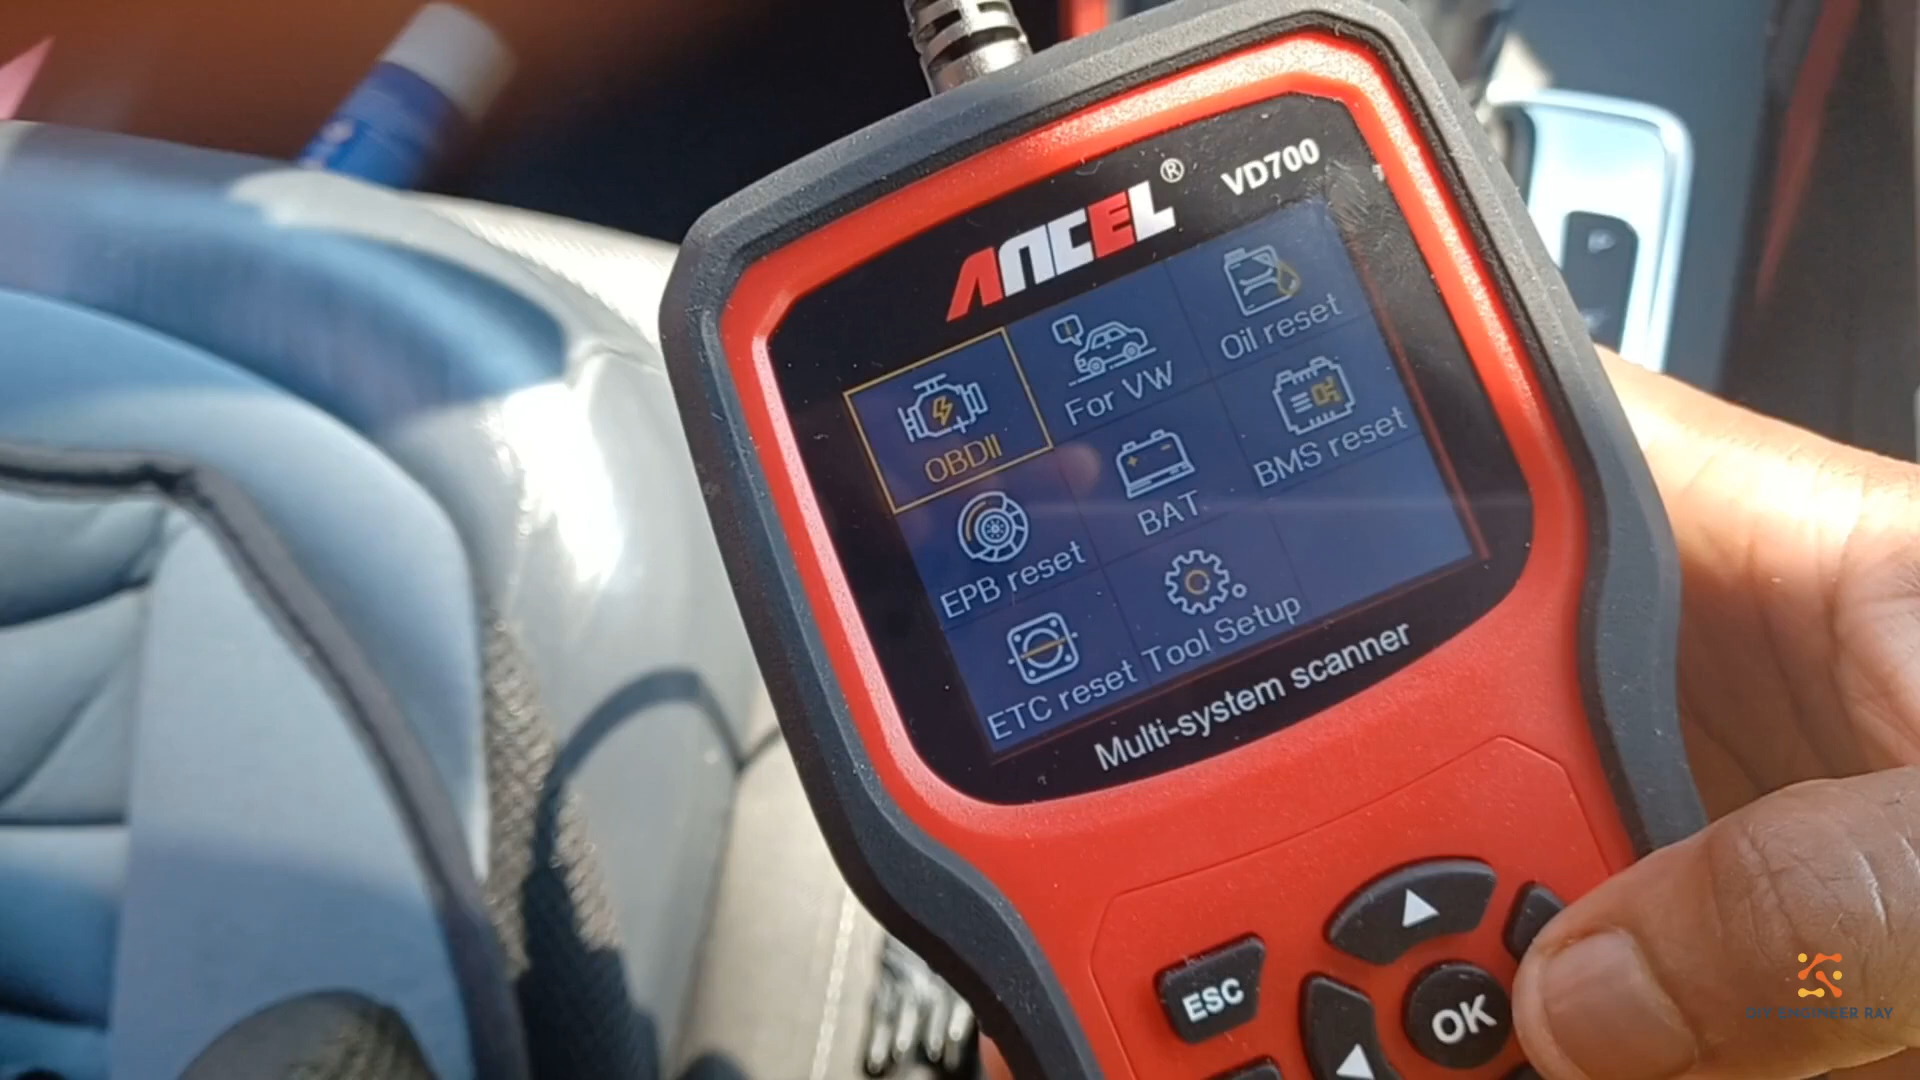 ANCEL® VD700
OBDII For VW Oil reset
EPB reset BAT BMS reset
ETC reset Tool Setup
Multi-system scanner
ESC OK
DIY ENGINEER RAY